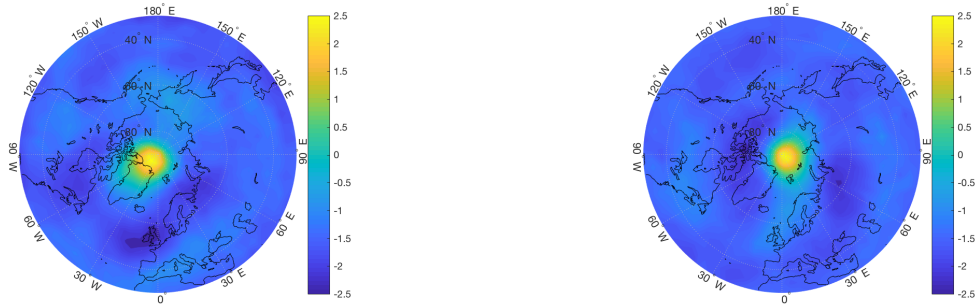 180° E
150° W
150° E
40° N
120° W
120° E
60° N
80° N
90° W
90° E
60° W
60° E
30° W
30° E
0
2.5
2
1.5
1
0.5
0
-0.5
-1
-1.5
-2
-2.5
180° E
150° W
150° E
40° N
120° W
120° E
60° N
80° N
90° W
90° E
60° W
60° E
30° W
30° E
0
2.5
2
1.5
1
0.5
0
-0.5
-1
-1.5
-2
-2.5